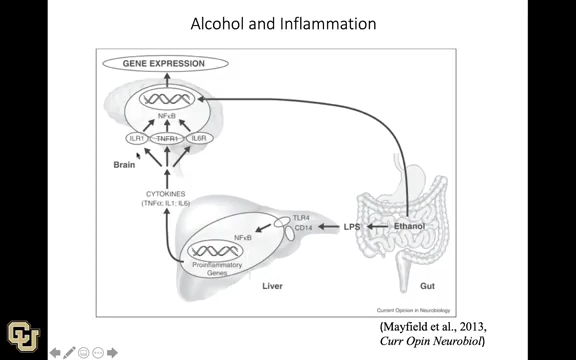 Alcohol and Inflammation
GENE EXPRESSION
NFκB
ILR1
TNFR1
IL6R
Brain
CYTOKINES
(TNFα; IL1; IL6)
TLR4
CD14
LPS
Ethanol
NFκB
Proinflammatory
Genes
Liver
Gut
Current Opinion in Neurobiology
(Mayfield et al., 2013,
Curr Opin Neurobiol)
CU